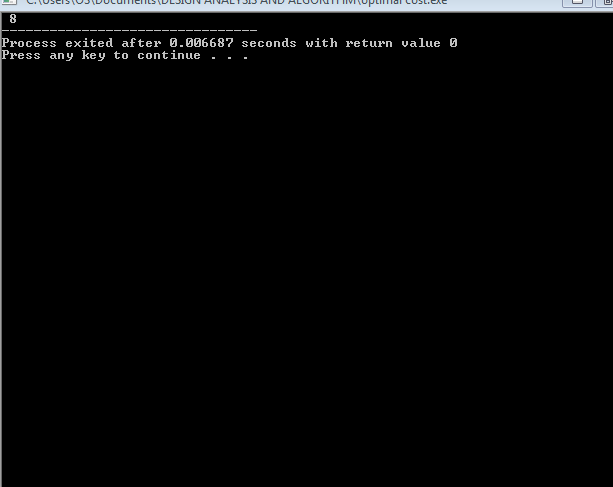 C:\Users\OS\Documents\DESIGN ANALYSIS AND ALGORITHM\optimal cost.exe
8
--------------------------------
Process exited after 0.006687 seconds with return value 0
Press any key to continue . . .